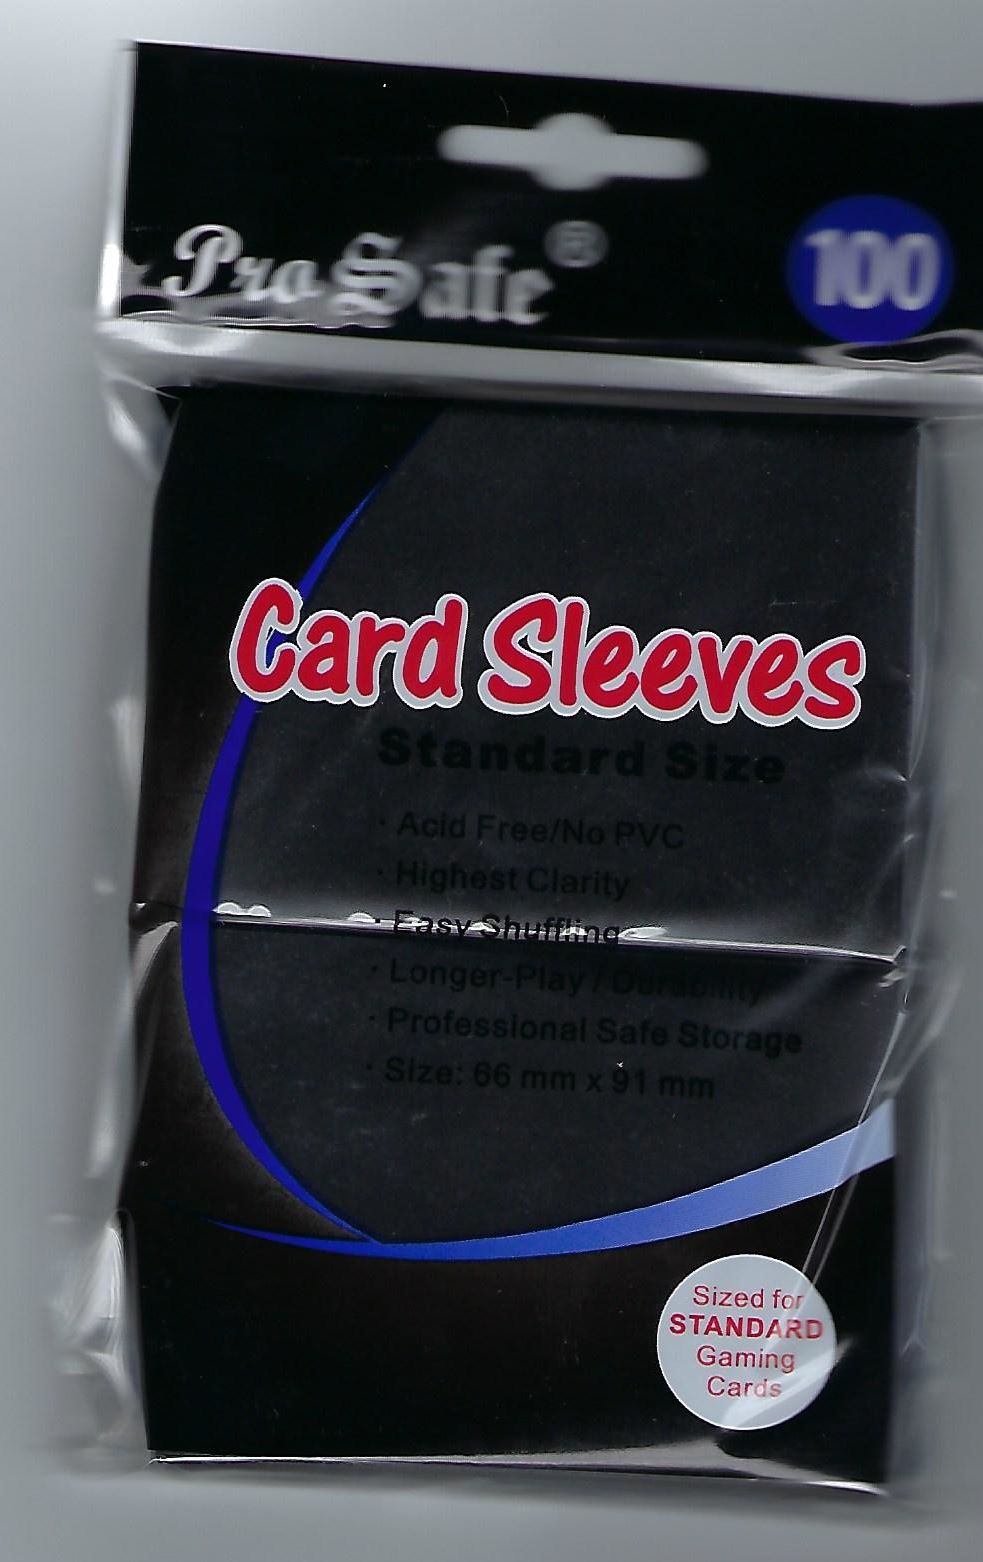 ProSafe®
100
Card Sleeves
Standard Size
· Acid Free/No PVC
· Highest Clarity
· Easy Shuffling
· Longer-Play / Durability
· Professional Safe Storage
· Size: 66 mm x 91 mm
Sized for
STANDARD
Gaming
Cards